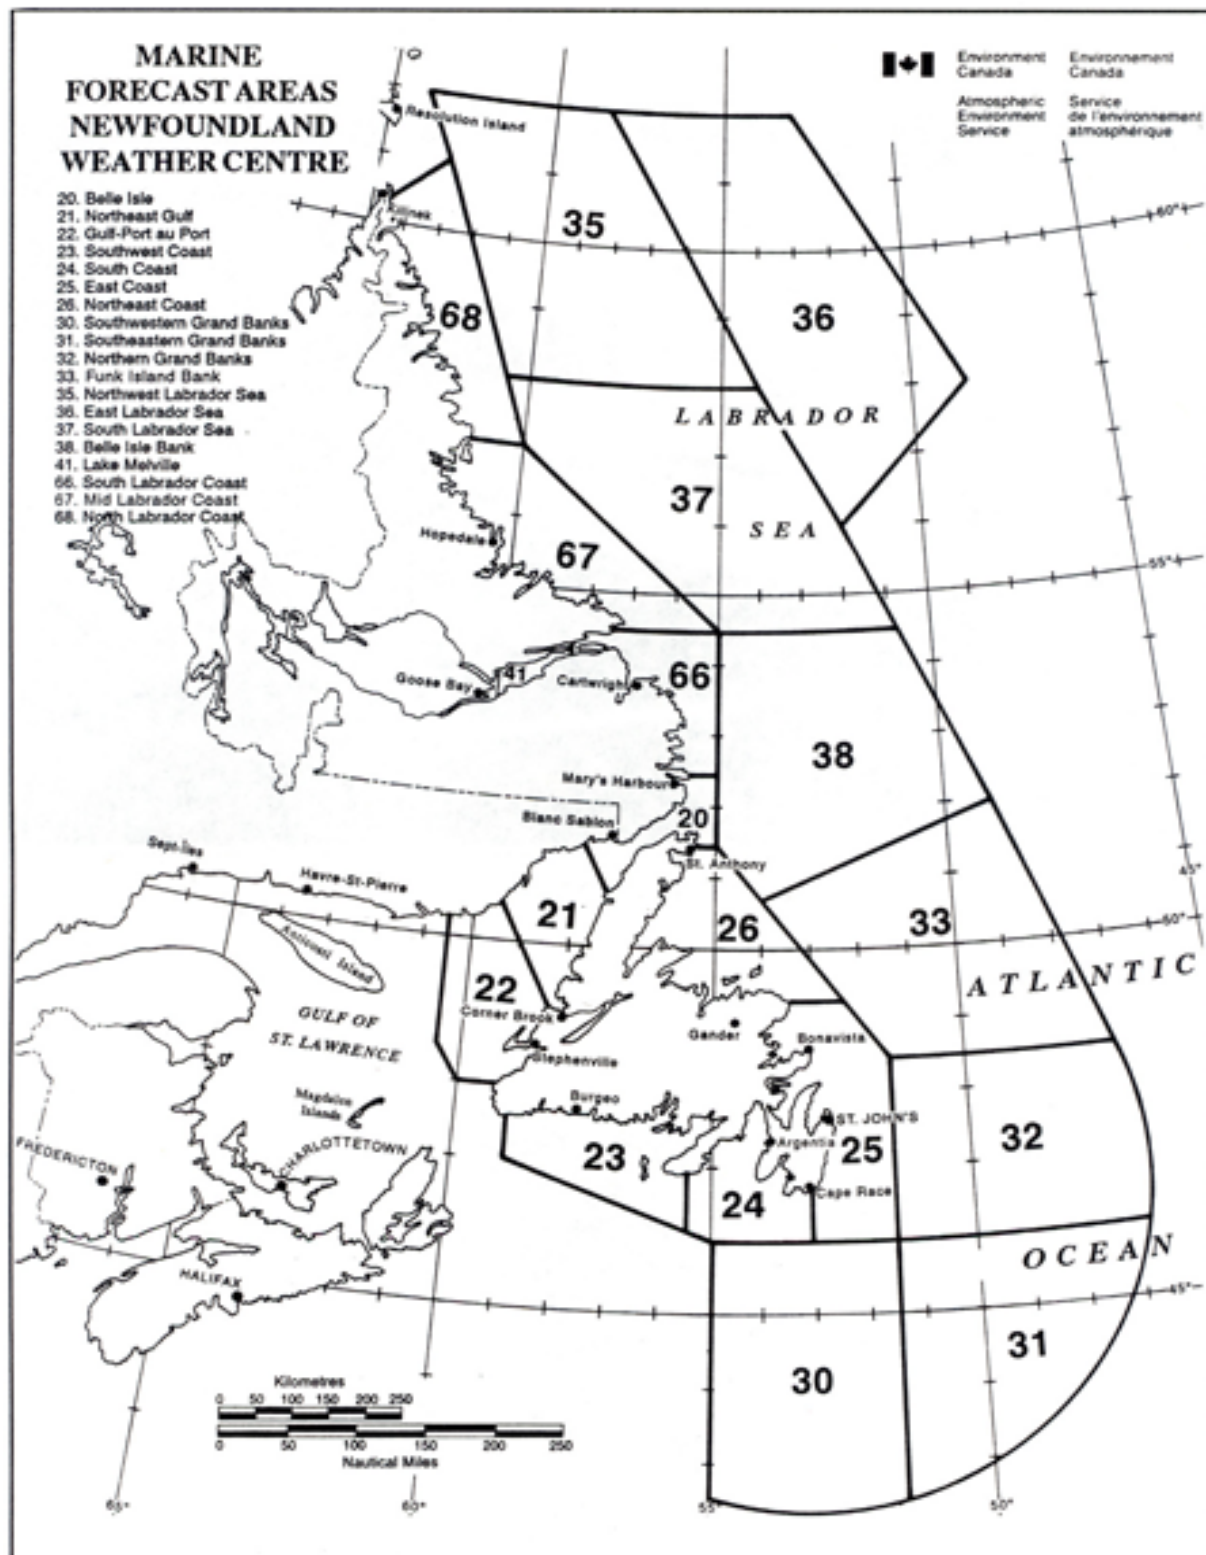 MARINE
FORECAST AREAS
NEWFOUNDLAND
WEATHER CENTRE
Environment Canada
Environnement Canada
Atmospheric Environment Service
Service de l'environnement atmosphérique
20. Belle Isle
21. Northeast Gulf
22. Gulf-Port au Port
23. Southwest Coast
24. South Coast
25. East Coast
26. Northeast Coast
30. Southwestern Grand Banks
31. Southeastern Grand Banks
32. Northern Grand Banks
33. Funk Island Bank
35. Northwest Labrador Sea
36. East Labrador Sea
37. South Labrador Sea
38. Belle Isle Bank
41. Lake Melville
66. South Labrador Coast
67. Mid Labrador Coast
68. North Labrador Coast
Resolution Island
Killinek
60°
35
68
36
LABRADOR
37
SEA
Hopedale
67
55°
66
41
Goose Bay
Cartwright
38
Mary's Harbour
20
Blanc Sablon
Sept-Iles
St. Anthony
45°
Havre-St-Pierre
21
26
33
50°
Anticosti Island
ATLANTIC
22
GULF OF
ST. LAWRENCE
Corner Brook
Gander
Bonavista
Stephenville
Magdalen
Islands
Burgeo
ST. JOHN'S
FREDERICTON
CHARLOTTETOWN
Argentia
25
32
23
24
Cape Race
OCEAN
HALIFAX
45°
31
30
Kilometres
0 50 100 150 200 250
0 50 100 150 200 250
Nautical Miles
65°
60°
55°
50°